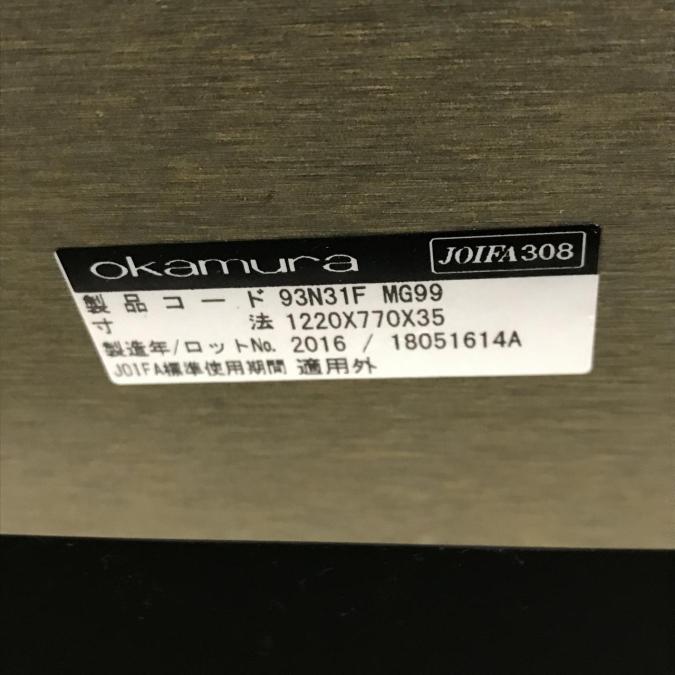 okamura JOIFA308
製品コード 93N31F MG99
寸法 1220X770X35
製造年/ロットNo. 2016 / 18051614A
JOIFA標準使用期間 適用外